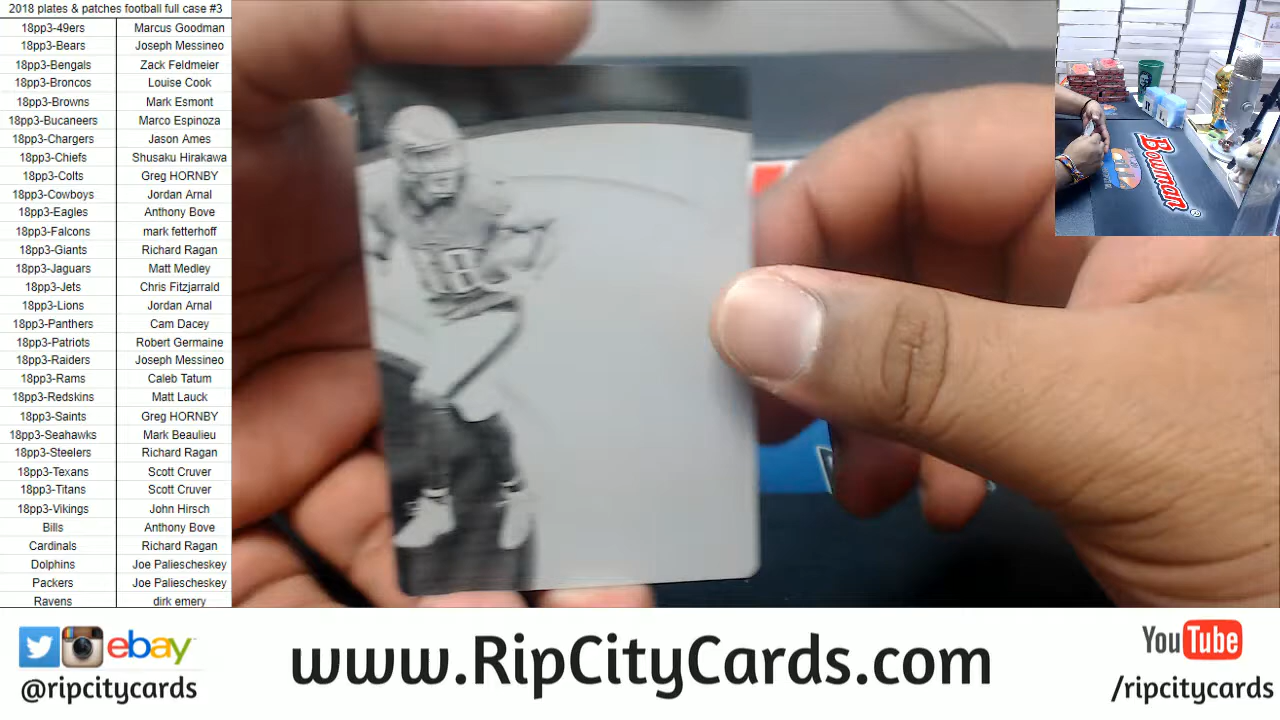 2018 plates & patches football full case #3
18pp3-49ers Marcus Goodman
18pp3-Bears Joseph Messineo
18pp3-Bengals Zack Feldmeier
18pp3-Broncos Louise Cook
18pp3-Browns Mark Esmont
18pp3-Bucaneers Marco Espinoza
18pp3-Chargers Jason Ames
18pp3-Chiefs Shusaku Hirakawa
18pp3-Colts Greg HORNBY
18pp3-Cowboys Jordan Arnal
18pp3-Eagles Anthony Bove
18pp3-Falcons mark fetterhoff
18pp3-Giants Richard Ragan
18pp3-Jaguars Matt Medley
18pp3-Jets Chris Fitzjarrald
18pp3-Lions Jordan Arnal
18pp3-Panthers Cam Dacey
18pp3-Patriots Robert Germaine
18pp3-Raiders Joseph Messineo
18pp3-Rams Caleb Tatum
18pp3-Redskins Matt Lauck
18pp3-Saints Greg HORNBY
18pp3-Seahawks Mark Beaulieu
18pp3-Steelers Richard Ragan
18pp3-Texans Scott Cruver
18pp3-Titans Scott Cruver
18pp3-Vikings John Hirsch
Bills Anthony Bove
Cardinals Richard Ragan
Dolphins Joe Paliescheskey
Packers Joe Paliescheskey
Ravens dirk emery
Bowman
ebay
@ripcitycards
www.RipCityCards.com
YouTube
/ripcitycards